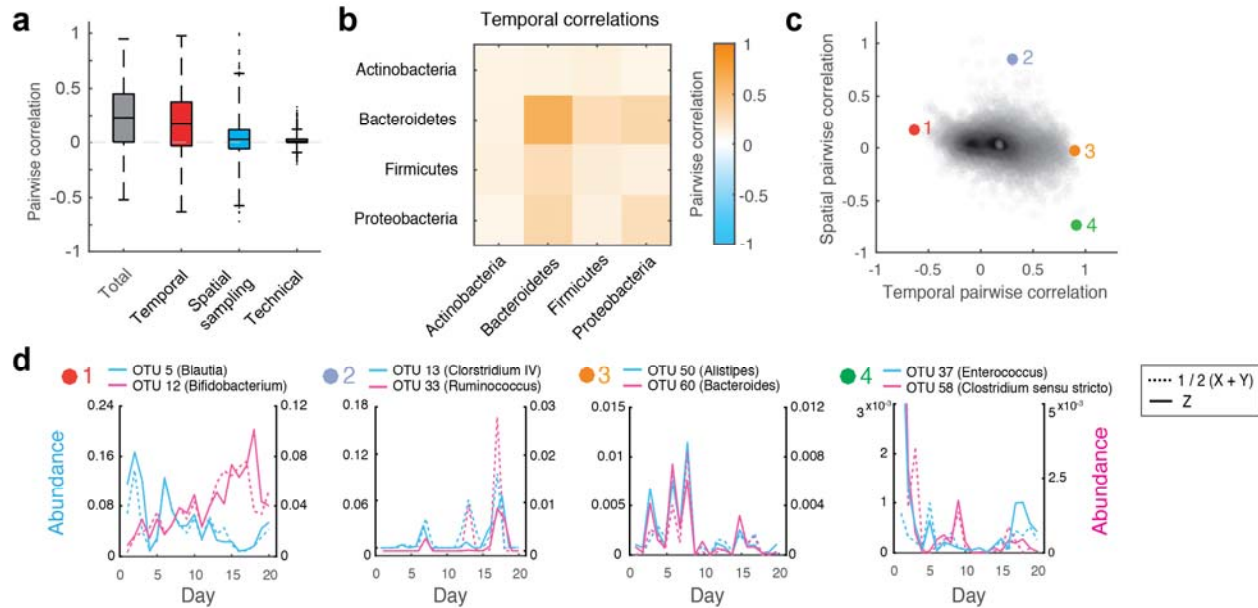 a
Pairwise correlation
1
0.5
0
-0.5
-1
Total
Temporal
Spatial
sampling
Technical
b
Temporal correlations
Actinobacteria
Bacteroidetes
Firmicutes
Proteobacteria
Actinobacteria
Bacteroidetes
Firmicutes
Proteobacteria
Pairwise correlation
1
0.5
0
-0.5
-1
c
Spatial pairwise correlation
1
0.5
0
-0.5
-1
-1
-0.5
0
0.5
1
Temporal pairwise correlation
1
2
3
4
d
1
OTU 5 (Blautia)
OTU 12 (Bifidobacterium)
Abundance
0.24
0.16
0.08
0
0.12
0.08
0.04
0
0 5 10 15 20
Day
2
OTU 13 (Clorstridium IV)
OTU 33 (Ruminococcus)
0.18
0.12
0.06
0
0.03
0.02
0.01
0
0 5 10 15 20
Day
3
OTU 50 (Alistipes)
OTU 60 (Bacteroides)
0.015
0.01
0.005
0
0.012
0.008
0.004
0
0 5 10 15 20
Day
4
OTU 37 (Enterococcus)
OTU 58 (Clostridium sensu stricto)
3 x10⁻³
2
1
0
5 x10⁻³
2.5
0
0 5 10 15 20
Day
Abundance
1 / 2 (X + Y)
Z